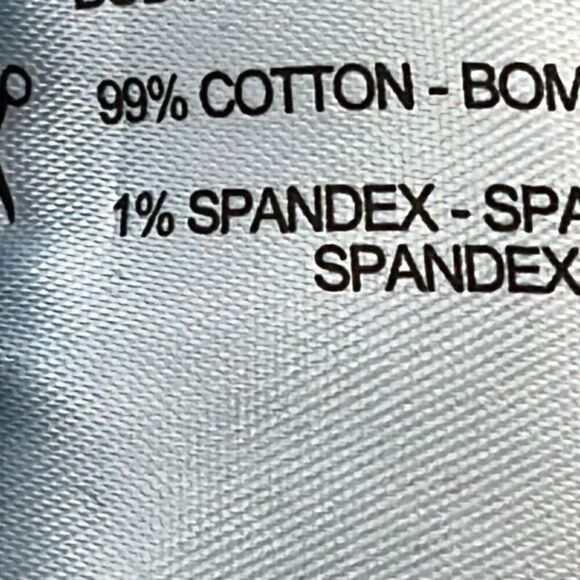 99% COTTON - BOM
1% SPANDEX - SPA
SPANDEX